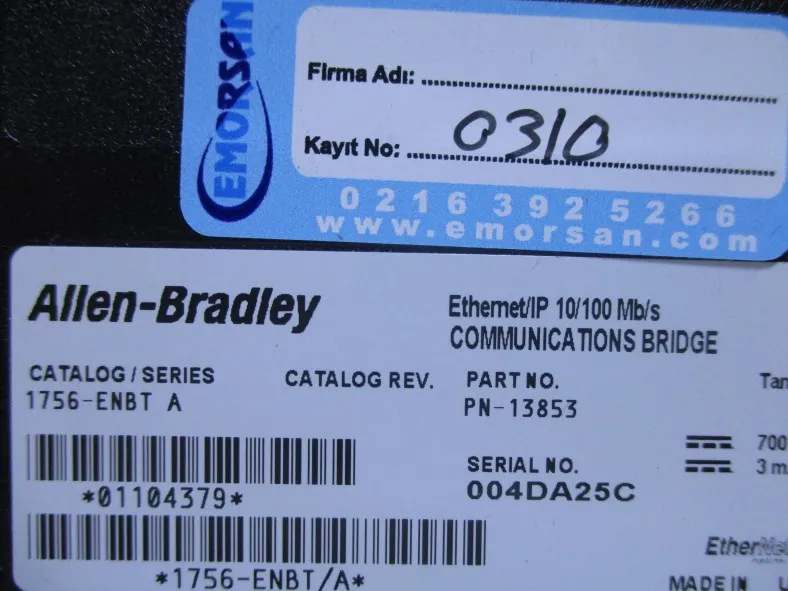 EMORSAN
Firma Adı:
Kayıt No: 0310
0216 392 5266
www.emorsan.com
Allen-Bradley
Ethernet/IP 10/100 Mb/s
COMMUNICATIONS BRIDGE
CATALOG / SERIES
1756-ENBT A
CATALOG REV.
PART NO.
PN-13853
SERIAL NO.
004DA25C
*01104379*
*1756-ENBT/A*
Tam
700
3 m
EtherNe
MADE IN U